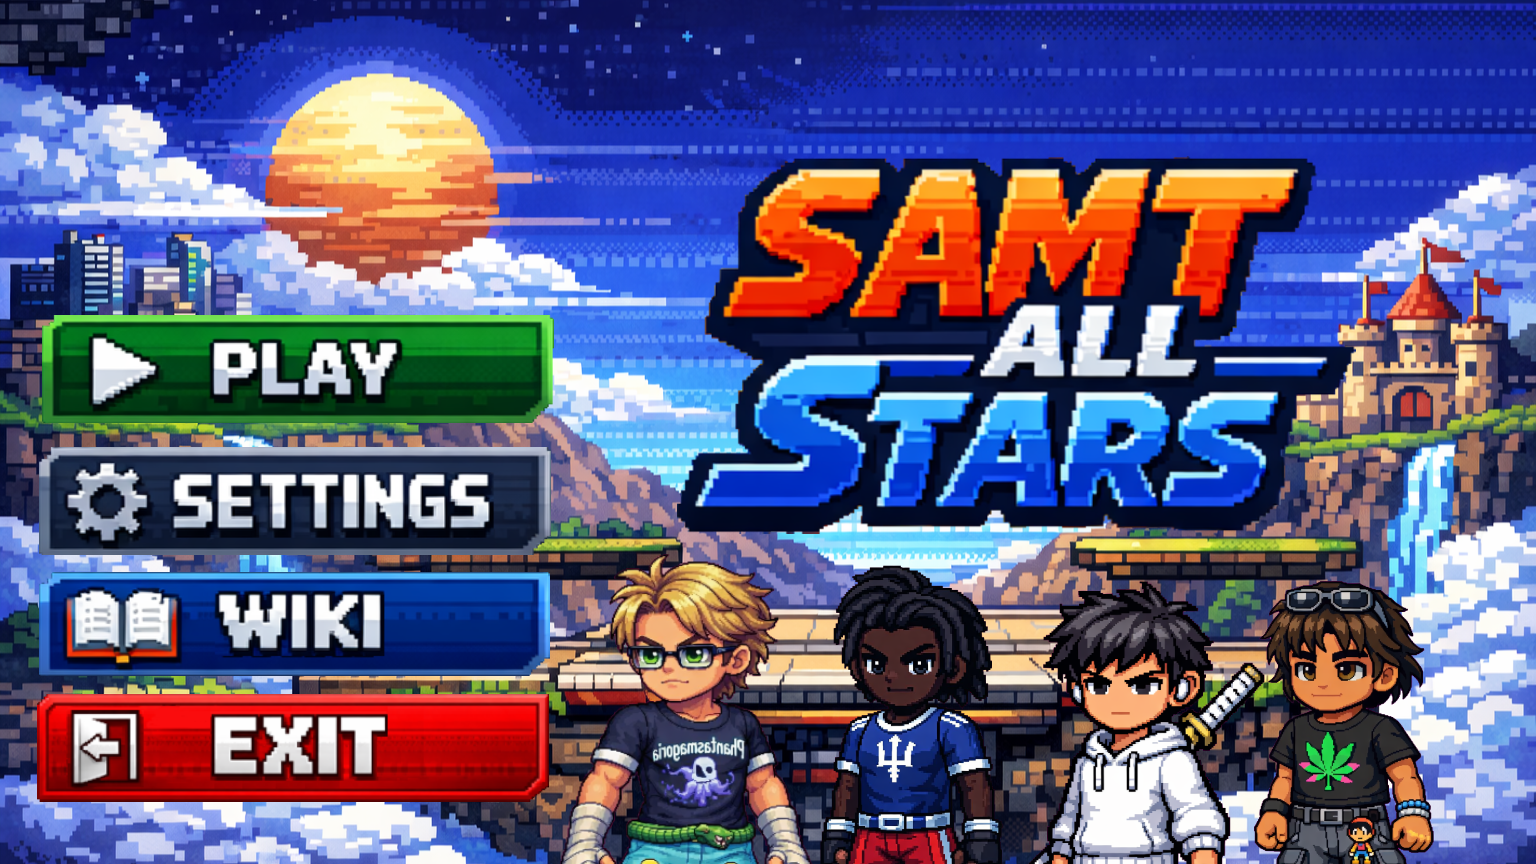 SAMT
ALL
STARS
PLAY
SETTINGS
WIKI
EXIT
Phantasmagoria